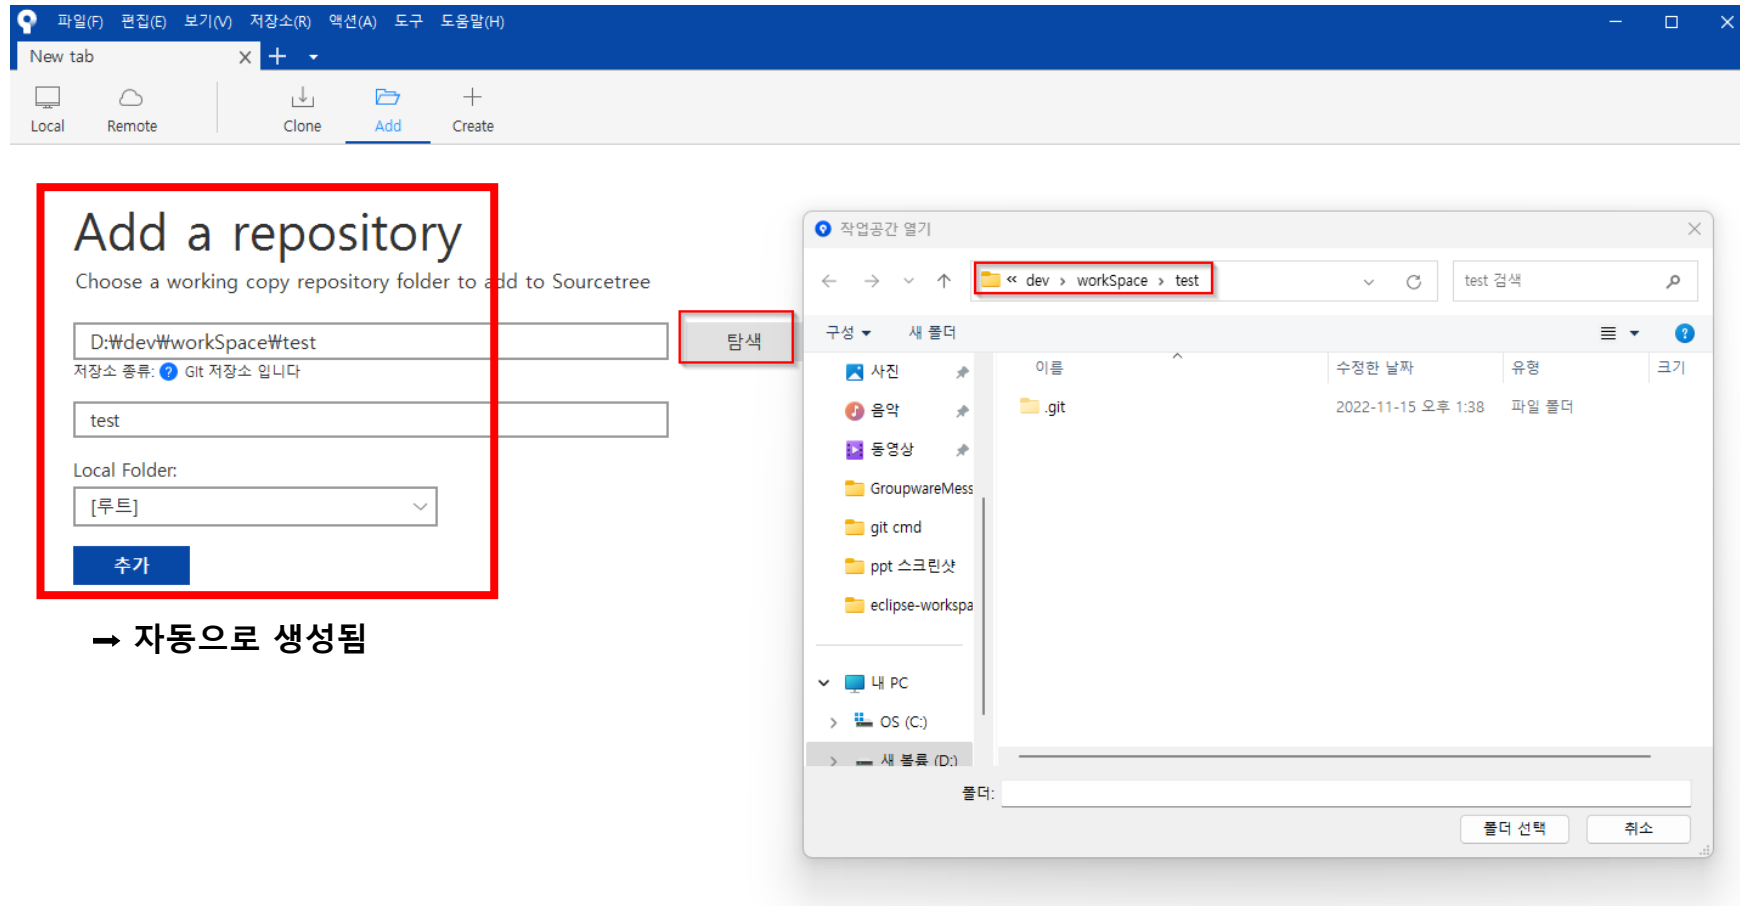 파일(F) 편집(E) 보기(V) 저장소(R) 액션(A) 도구 도움말(H)
New tab
Local Remote Clone Add Create
Add a repository
Choose a working copy repository folder to add to Sourcetree
D:₩dev₩workSpace₩test
탐색
저장소 종류: ? Git 저장소 입니다
test
Local Folder:
[루트]
추가
➡ 자동으로 생성됨
작업공간 열기
« dev › workSpace › test
test 검색
구성 새 폴더
?
이름 수정한 날짜 유형 크기
.git 2022-11-15 오후 1:38 파일 폴더
사진
음악
동영상
GroupwareMess
git cmd
ppt 스크린샷
eclipse-workspa
내 PC
OS (C:)
새 볼륨 (D:)
폴더:
폴더 선택 취소